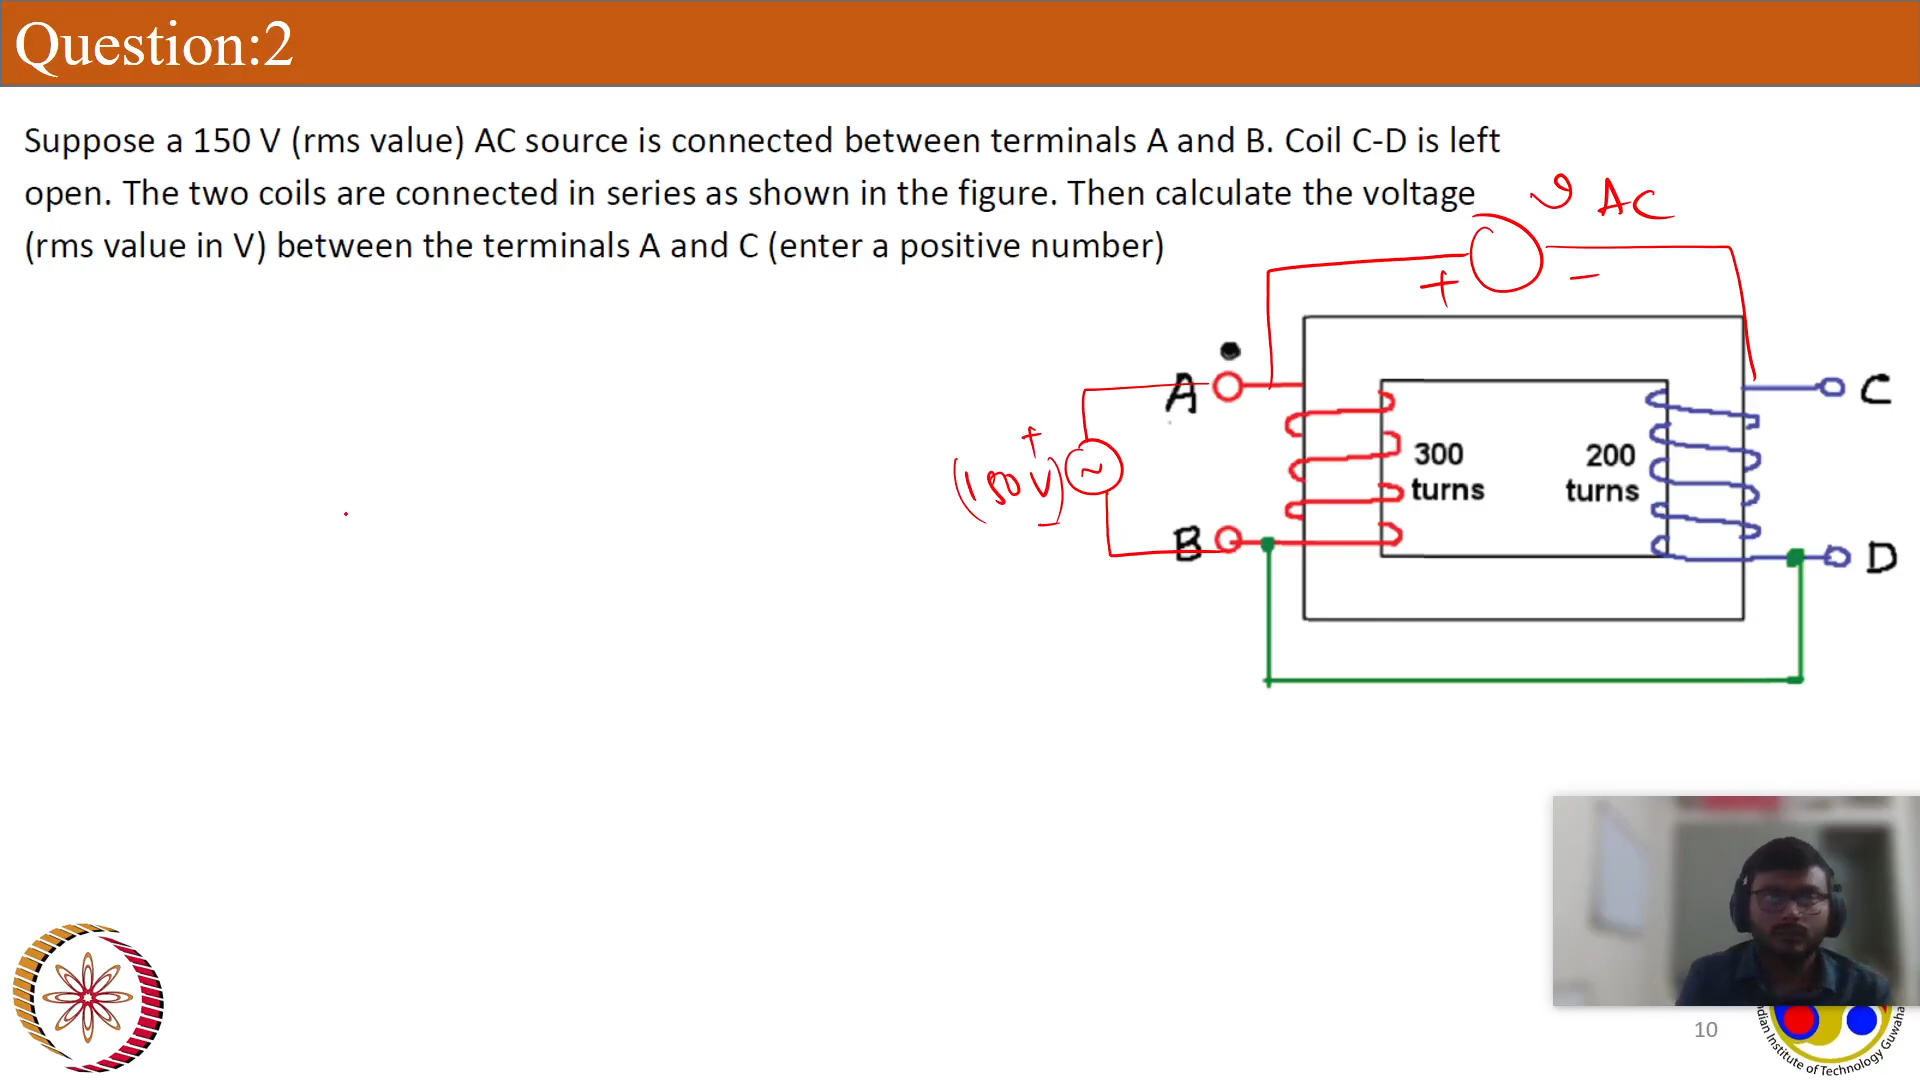 Question:2
Suppose a 150 V (rms value) AC source is connected between terminals A and B. Coil C-D is left
open. The two coils are connected in series as shown in the figure. Then calculate the voltage
(rms value in V) between the terminals A and C (enter a positive number)
v AC
+ −
A
C
+
(150 V)
~
300
turns
200
turns
B
D
10
Indian Institute of Technology Guwaha